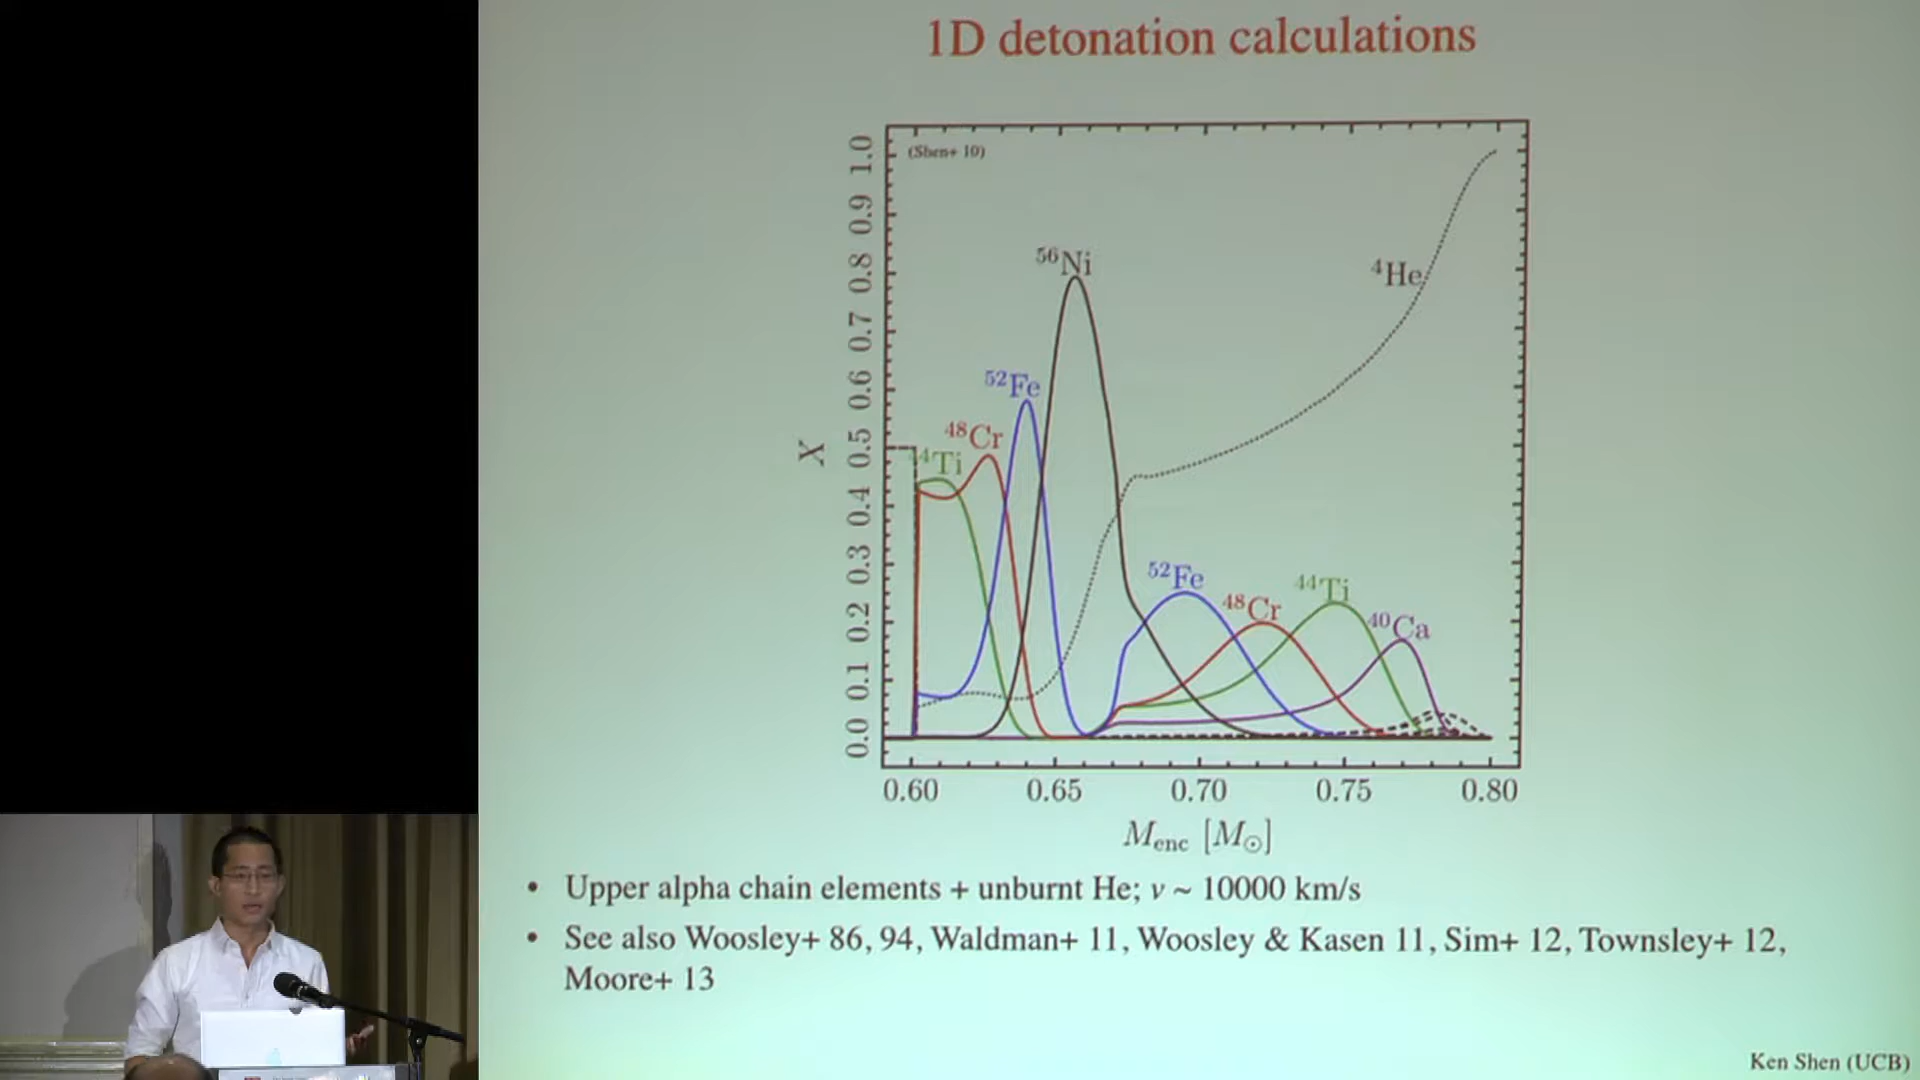 1D detonation calculations
(Shen+ 10)
1.0
0.9
0.8
0.7
0.6
0.5
0.4
0.3
0.2
0.1
0.0
X
⁵⁶Ni
⁴He
⁵²Fe
⁴⁸Cr
⁴⁴Ti
⁵²Fe
⁴⁸Cr
⁴⁴Ti
⁴⁰Ca
0.60 0.65 0.70 0.75 0.80
M_enc [M_⊙]
• Upper alpha chain elements + unburnt He; v ~ 10000 km/s
• See also Woosley+ 86, 94, Waldman+ 11, Woosley & Kasen 11, Sim+ 12, Townsley+ 12,
Moore+ 13
Ken Shen (UCB)